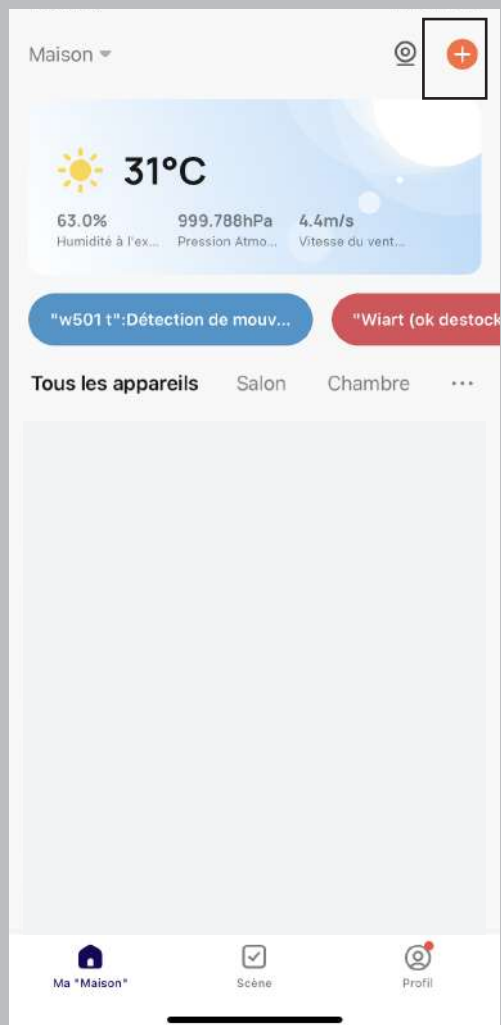 Maison
31°C
63.0% 999.788hPa 4.4m/s
Humidité à l'ex... Pression Atmo... Vitesse du vent...
"w501 t":Détection de mouv... "Wiart (ok destock
Tous les appareils Salon Chambre ...
Ma "Maison" Scène Profil